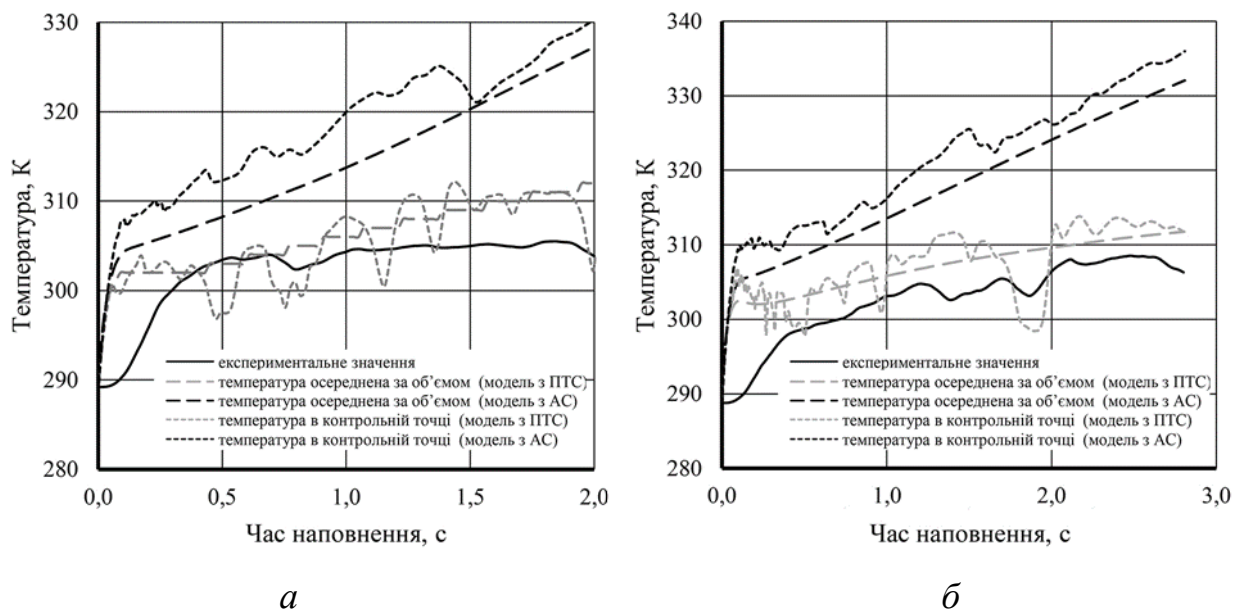 330
320
310
300
290
280
Температура, К
експериментальне значення
температура осереднена за об’ємом (модель з ПТС)
температура осереднена за об’ємом (модель з АС)
температура в контрольній точці (модель з ПТС)
температура в контрольній точці (модель з АС)
0,0 0,5 1,0 1,5 2,0
Час наповнення, с
а
340
330
320
310
300
290
280
Температура, К
експериментальне значення
температура осереднена за об’ємом (модель з ПТС)
температура осереднена за об’ємом (модель з АС)
температура в контрольній точці (модель з ПТС)
температура в контрольній точці (модель з АС)
0,0 1,0 2,0 3,0
Час наповнення, с
б